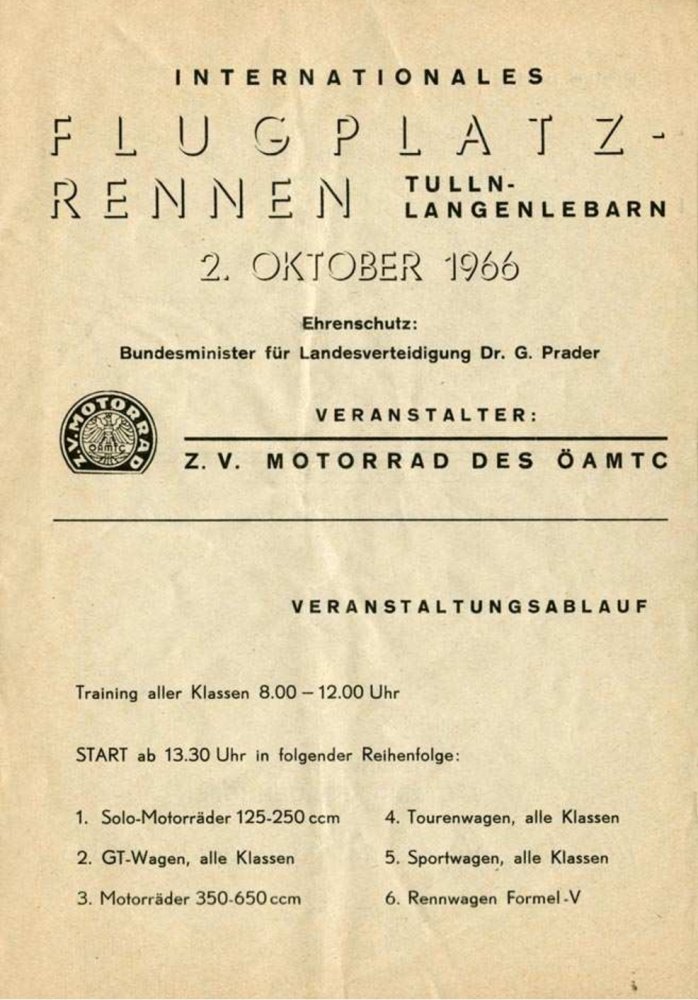 INTERNATIONALES
FLUGPLATZ-
RENNEN TULLN-
LANGENLEBARN
2. OKTOBER 1966
Ehrenschutz:
Bundesminister für Landesverteidigung Dr. G. Prader
Z.V. MOTORRAD
ÖAMTC
VERANSTALTER:
Z. V. MOTORRAD DES ÖAMTC
VERANSTALTUNGSABLAUF
Training aller Klassen 8.00 – 12.00 Uhr
START ab 13.30 Uhr in folgender Reihenfolge:
1. Solo-Motorräder 125-250 ccm
2. GT-Wagen, alle Klassen
3. Motorräder 350-650 ccm
4. Tourenwagen, alle Klassen
5. Sportwagen, alle Klassen
6. Rennwagen Formel-V